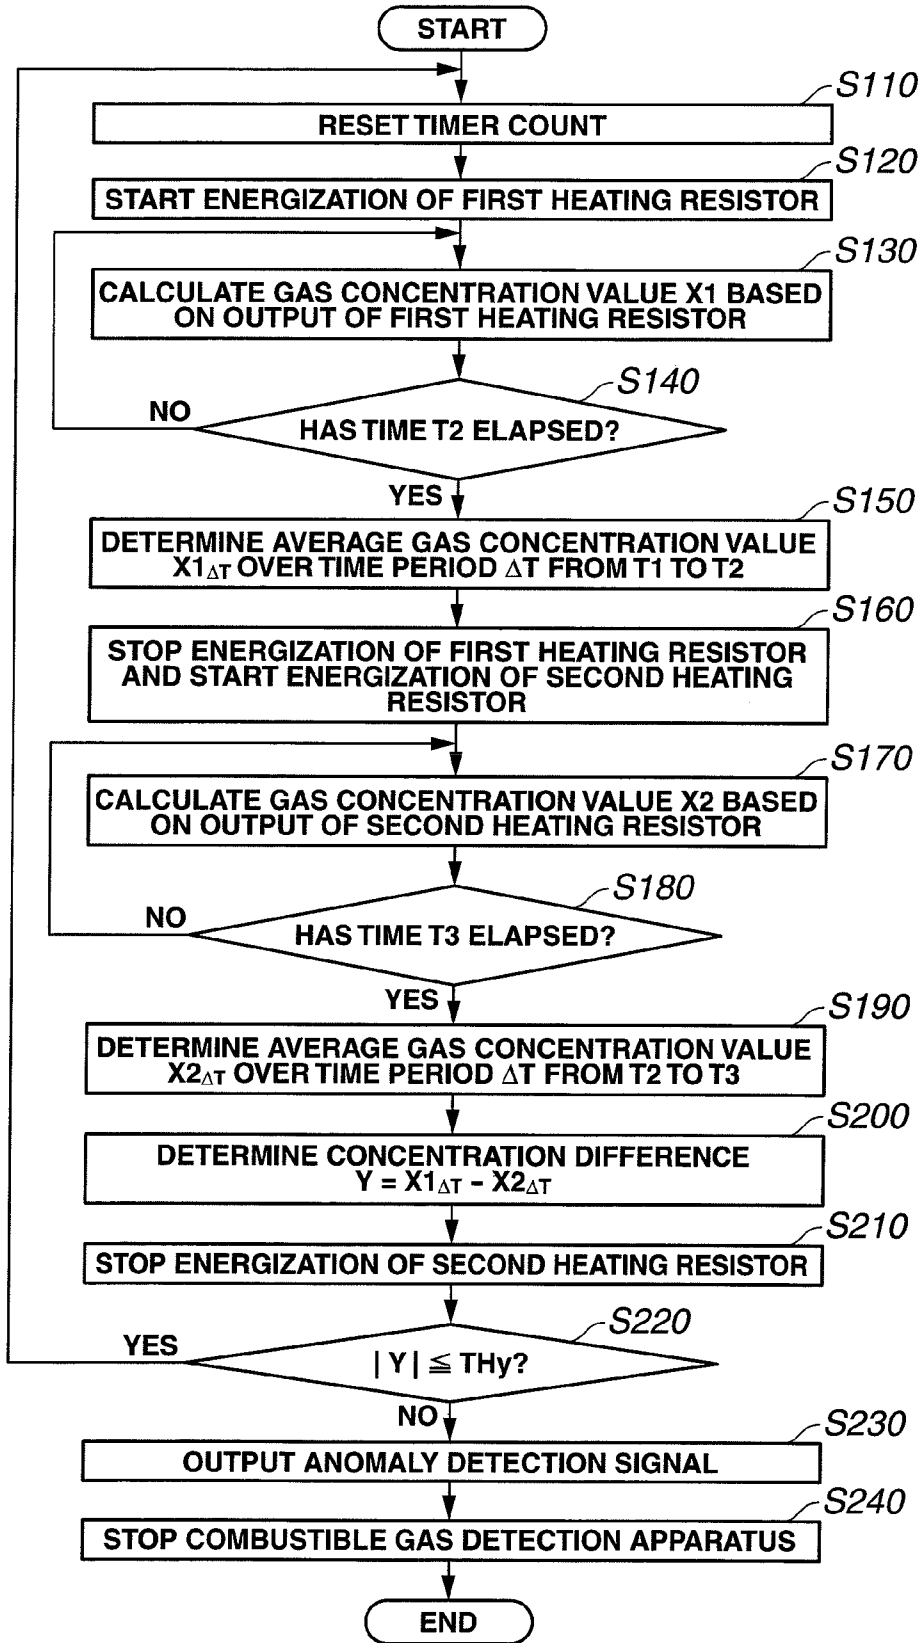 START
S110
RESET TIMER COUNT
S120
START ENERGIZATION OF FIRST HEATING RESISTOR
S130
CALCULATE GAS CONCENTRATION VALUE X1 BASED
ON OUTPUT OF FIRST HEATING RESISTOR
S140
NO
HAS TIME T2 ELAPSED?
YES
S150
DETERMINE AVERAGE GAS CONCENTRATION VALUE
X1ΔT OVER TIME PERIOD ΔT FROM T1 TO T2
S160
STOP ENERGIZATION OF FIRST HEATING RESISTOR
AND START ENERGIZATION OF SECOND HEATING
RESISTOR
S170
CALCULATE GAS CONCENTRATION VALUE X2 BASED
ON OUTPUT OF SECOND HEATING RESISTOR
S180
NO
HAS TIME T3 ELAPSED?
YES
S190
DETERMINE AVERAGE GAS CONCENTRATION VALUE
X2ΔT OVER TIME PERIOD ΔT FROM T2 TO T3
S200
DETERMINE CONCENTRATION DIFFERENCE
Y = X1ΔT - X2ΔT
S210
STOP ENERGIZATION OF SECOND HEATING RESISTOR
S220
YES
| Y | ≦ THy?
NO
S230
OUTPUT ANOMALY DETECTION SIGNAL
S240
STOP COMBUSTIBLE GAS DETECTION APPARATUS
END